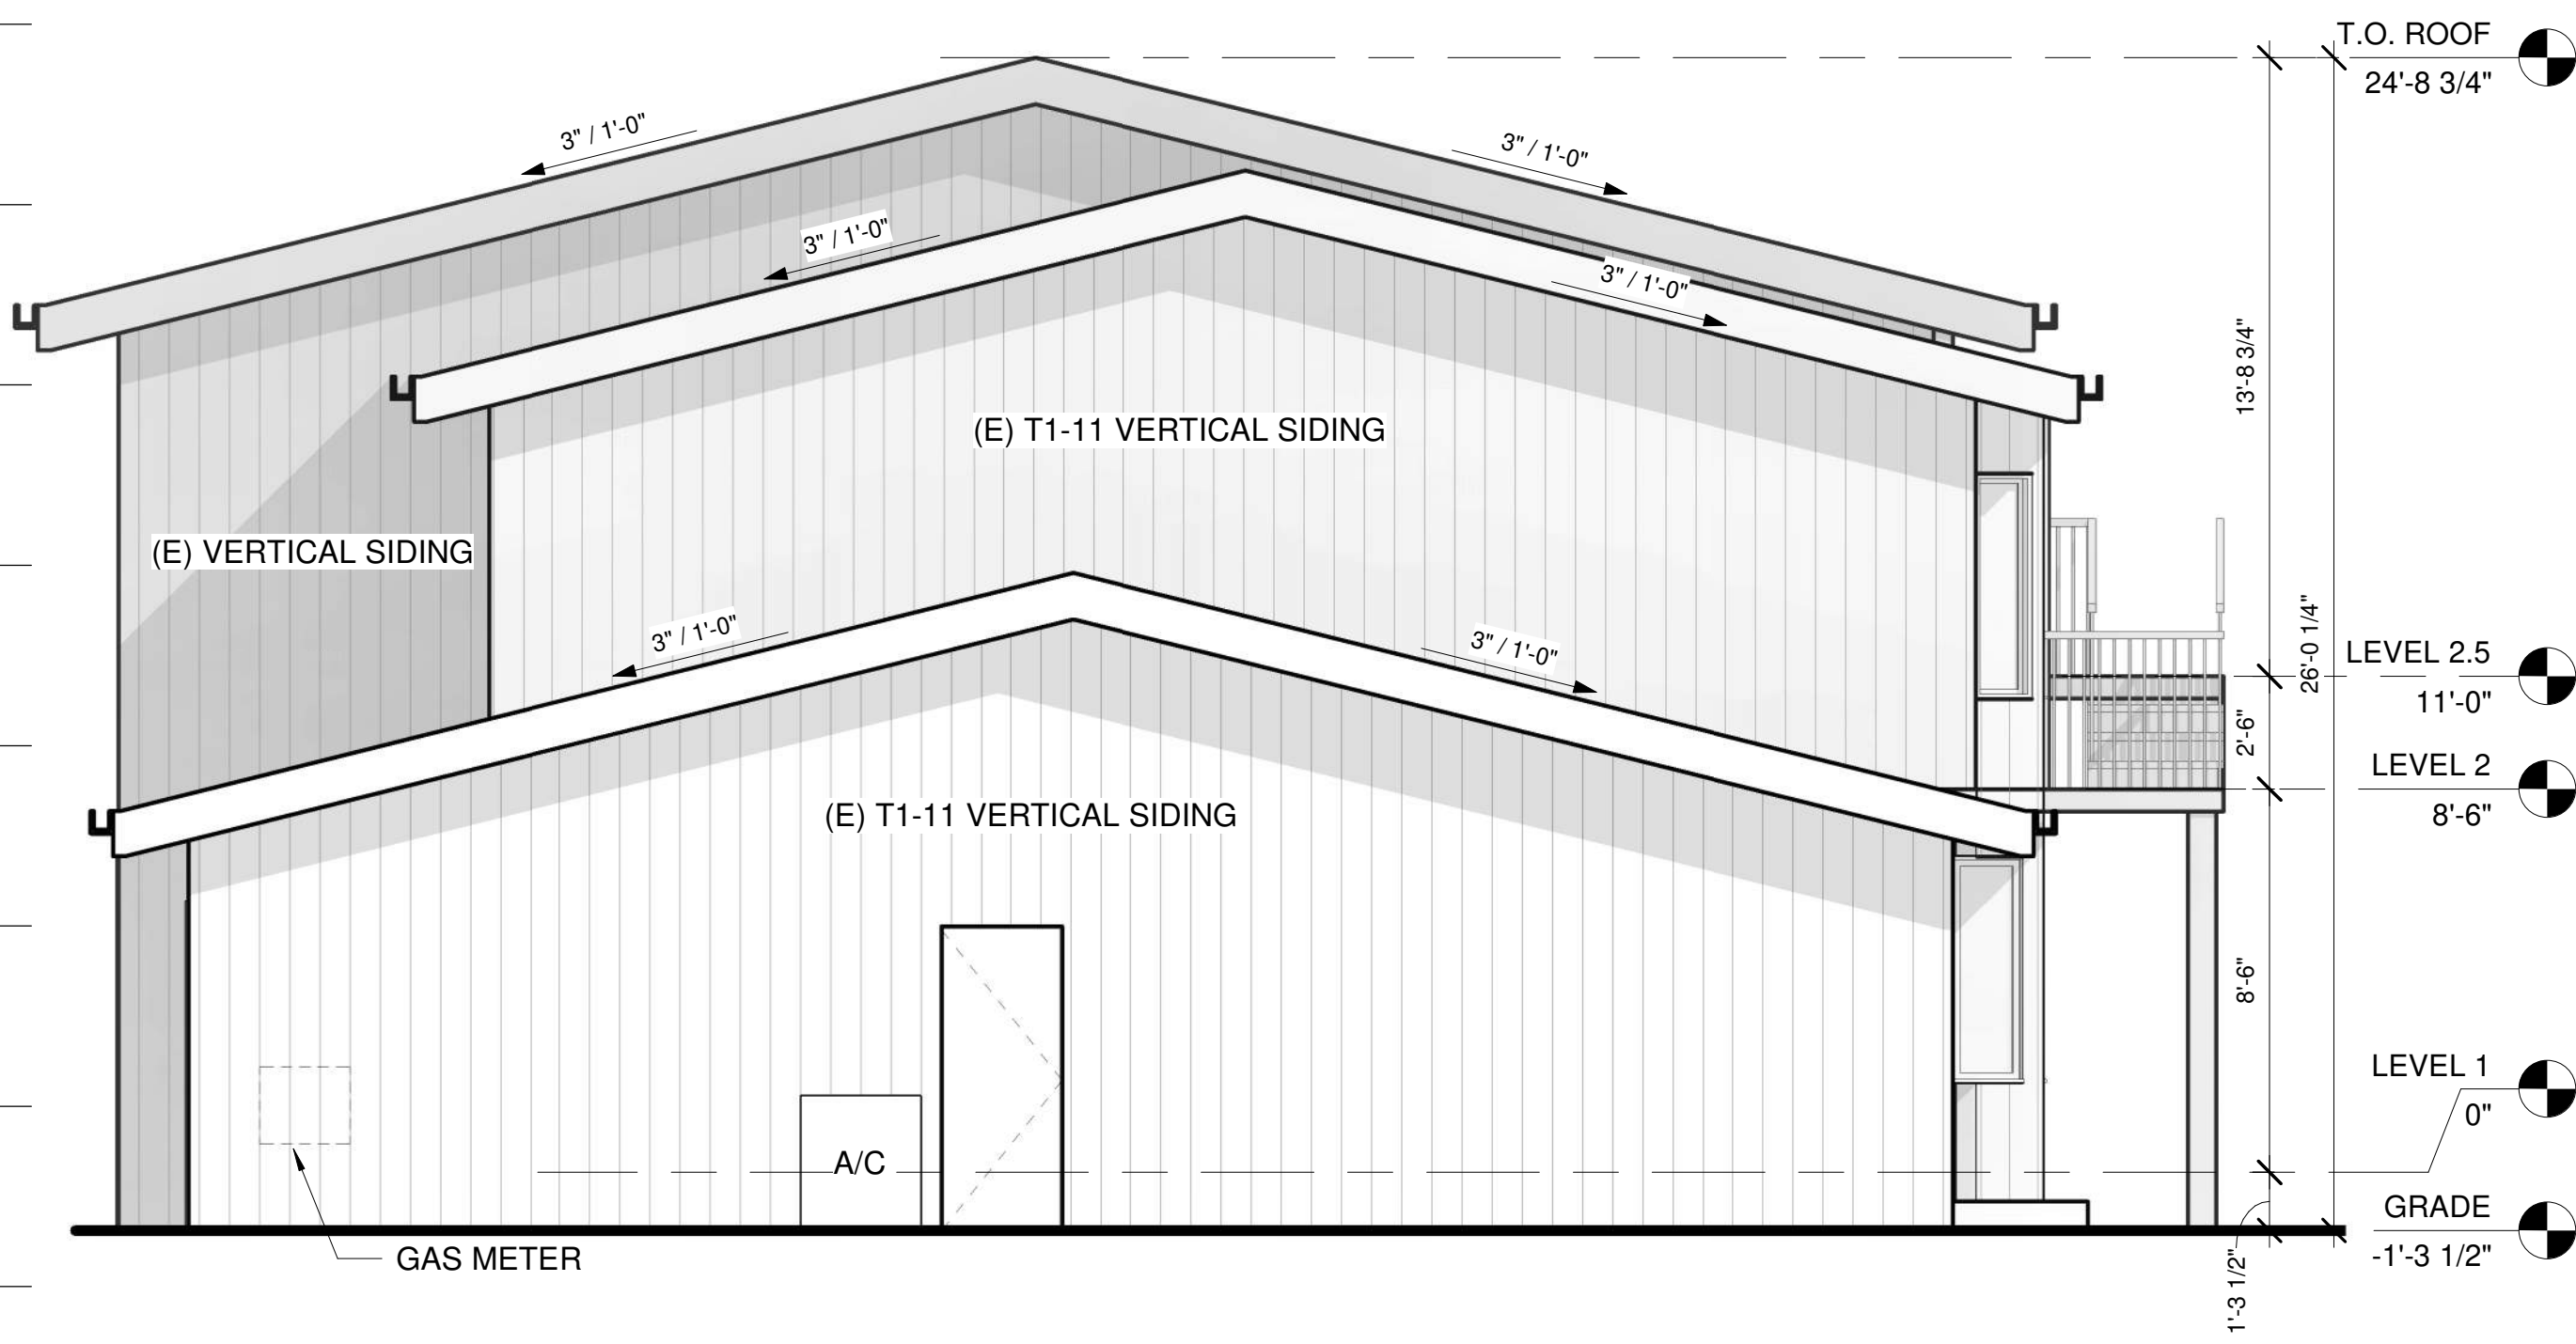 T.O. ROOF
24'-8 3/4"
3" / 1'-0"
3" / 1'-0"
3" / 1'-0"
3" / 1'-0"
13'-8 3/4"
(E) T1-11 VERTICAL SIDING
(E) VERTICAL SIDING
3" / 1'-0"
3" / 1'-0"
26'-0 1/4"
LEVEL 2.5
11'-0"
2'-6"
LEVEL 2
8'-6"
(E) T1-11 VERTICAL SIDING
8'-6"
LEVEL 1
0"
A/C
GRADE
-1'-3 1/2"
GAS METER
1'-3 1/2"